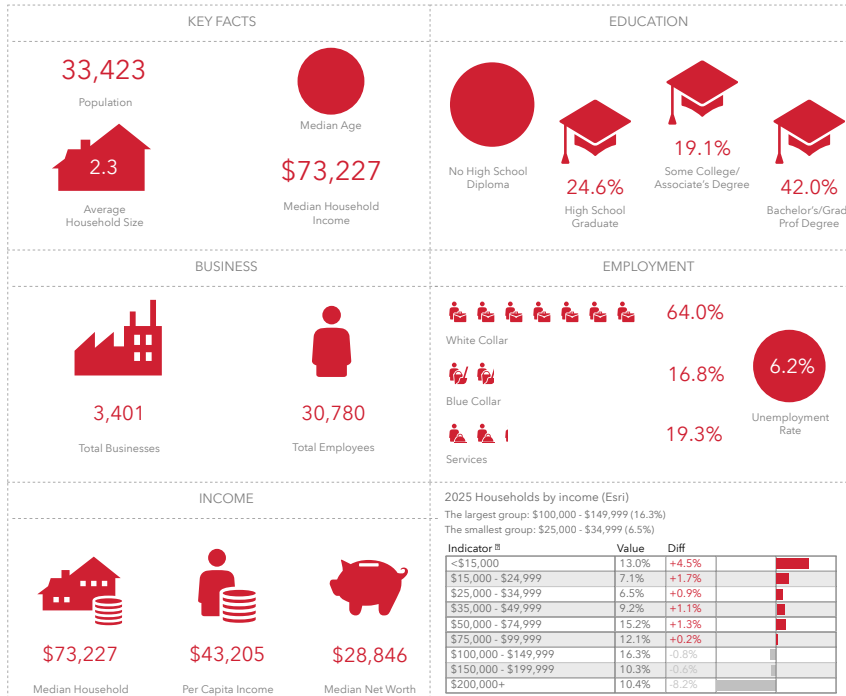 KEY FACTS
33,423
Population
Median Age
2.3
Average
Household Size
$73,227
Median Household
Income
EDUCATION
No High School
Diploma
24.6%
High School
Graduate
19.1%
Some College/
Associate's Degree
42.0%
Bachelor's/Grad
Prof Degree
BUSINESS
3,401
Total Businesses
30,780
Total Employees
EMPLOYMENT
64.0%
White Collar
16.8%
Blue Collar
19.3%
Services
6.2%
Unemployment
Rate
INCOME
$73,227
Median Household
$43,205
Per Capita Income
$28,846
Median Net Worth
2025 Households by income (Esri)
The largest group: $100,000 - $149,999 (16.3%)
The smallest group: $25,000 - $34,999 (6.5%)
Indicator Value Diff
<$15,000 13.0% +4.5%
$15,000 - $24,999 7.1% +1.7%
$25,000 - $34,999 6.5% +0.9%
$35,000 - $49,999 9.2% +1.1%
$50,000 - $74,999 15.2% +1.3%
$75,000 - $99,999 12.1% +0.2%
$100,000 - $149,999 16.3% -0.8%
$150,000 - $199,999 10.3% -0.6%
$200,000+ 10.4% -8.2%